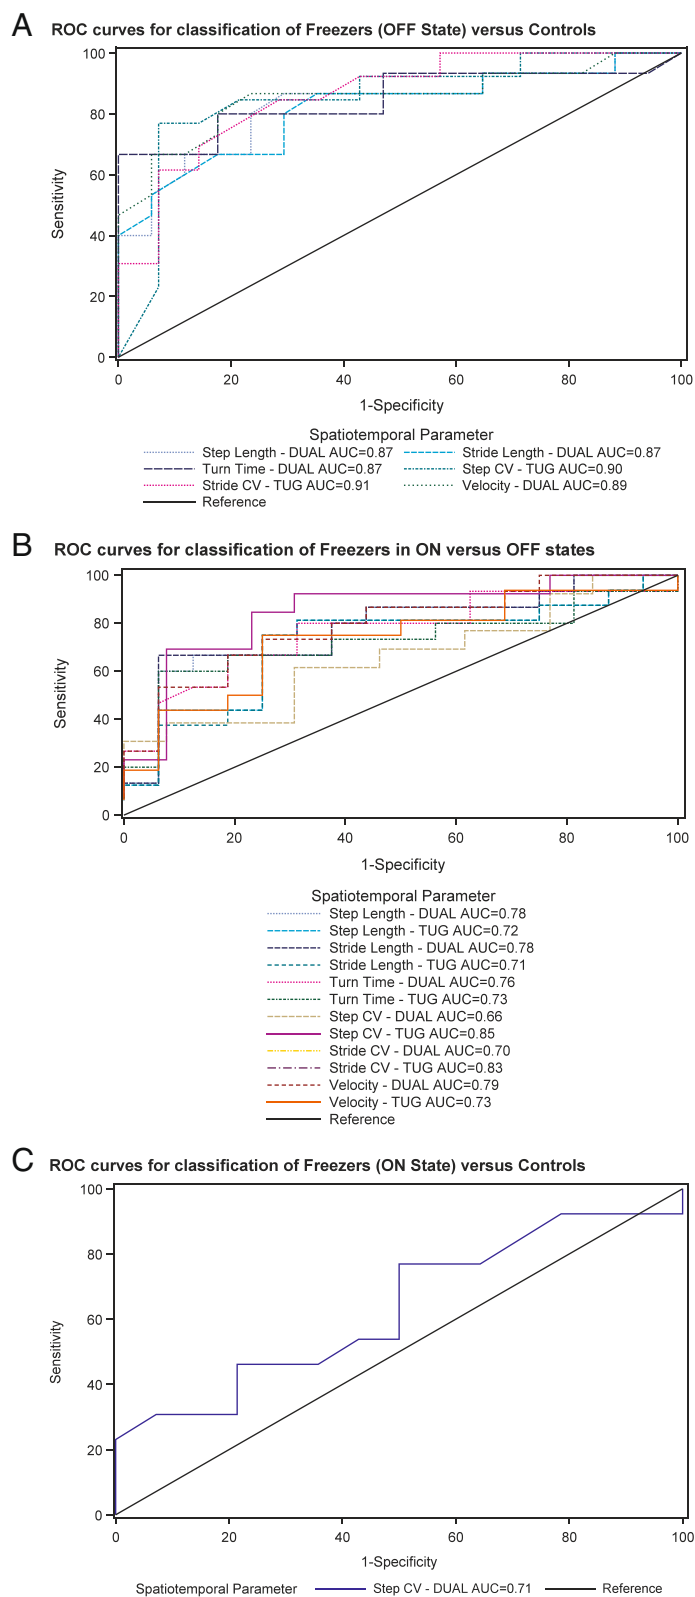 A ROC curves for classification of Freezers (OFF State) versus Controls
100
80
60
40
20
0
Sensitivity
0 20 40 60 80 100
1-Specificity
Spatiotemporal Parameter
Step Length - DUAL AUC=0.87 Stride Length - DUAL AUC=0.87
Turn Time - DUAL AUC=0.87 Step CV - TUG AUC=0.90
Stride CV - TUG AUC=0.91 Velocity - DUAL AUC=0.89
Reference
B ROC curves for classification of Freezers in ON versus OFF states
100
80
60
40
20
0
Sensitivity
0 20 40 60 80 100
1-Specificity
Spatiotemporal Parameter
Step Length - DUAL AUC=0.78
Step Length - TUG AUC=0.72
Stride Length - DUAL AUC=0.78
Stride Length - TUG AUC=0.71
Turn Time - DUAL AUC=0.76
Turn Time - TUG AUC=0.73
Step CV - DUAL AUC=0.66
Step CV - TUG AUC=0.85
Stride CV - DUAL AUC=0.70
Stride CV - TUG AUC=0.83
Velocity - DUAL AUC=0.79
Velocity - TUG AUC=0.73
Reference
C ROC curves for classification of Freezers (ON State) versus Controls
100
80
60
40
20
0
Sensitivity
0 20 40 60 80 100
1-Specificity
Spatiotemporal Parameter Step CV - DUAL AUC=0.71 Reference